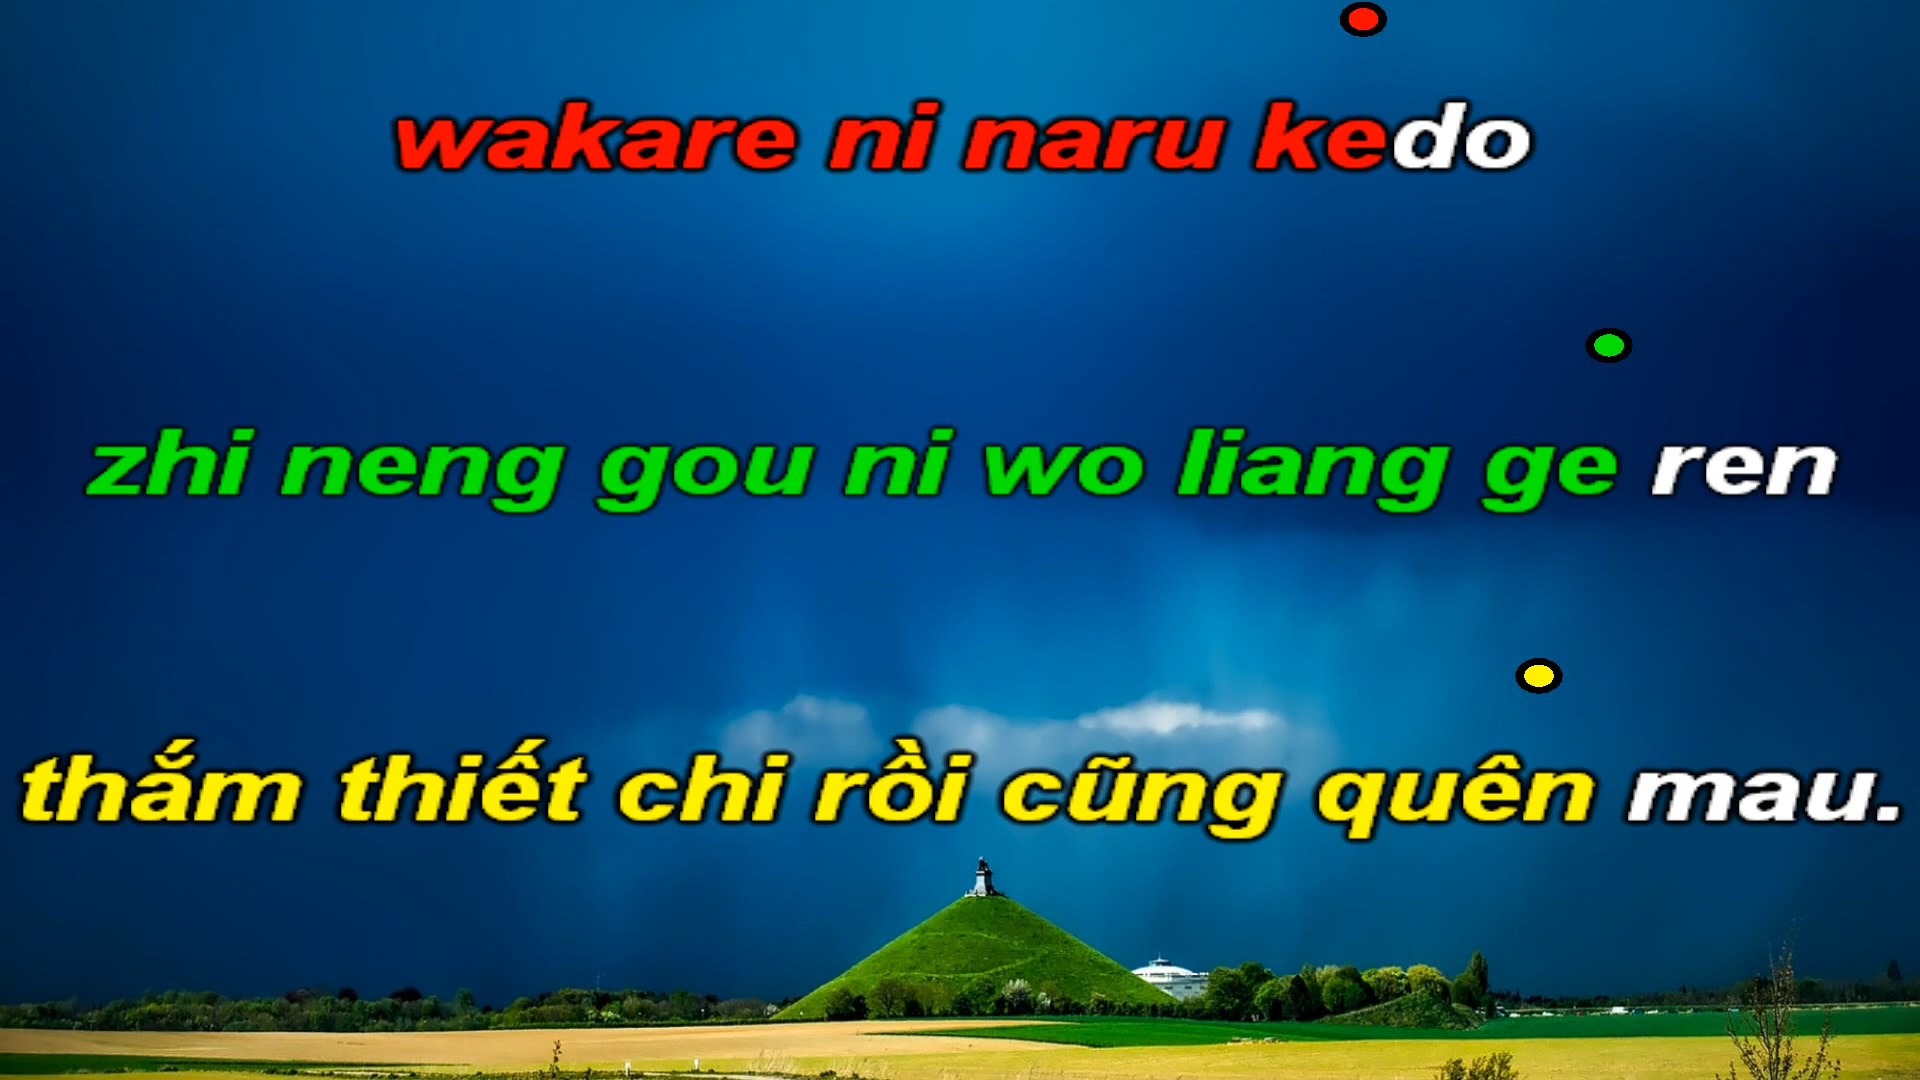 wakare ni naru kedo
zhi neng gou ni wo liang ge ren
thắm thiết chi rồi cũng quên mau.